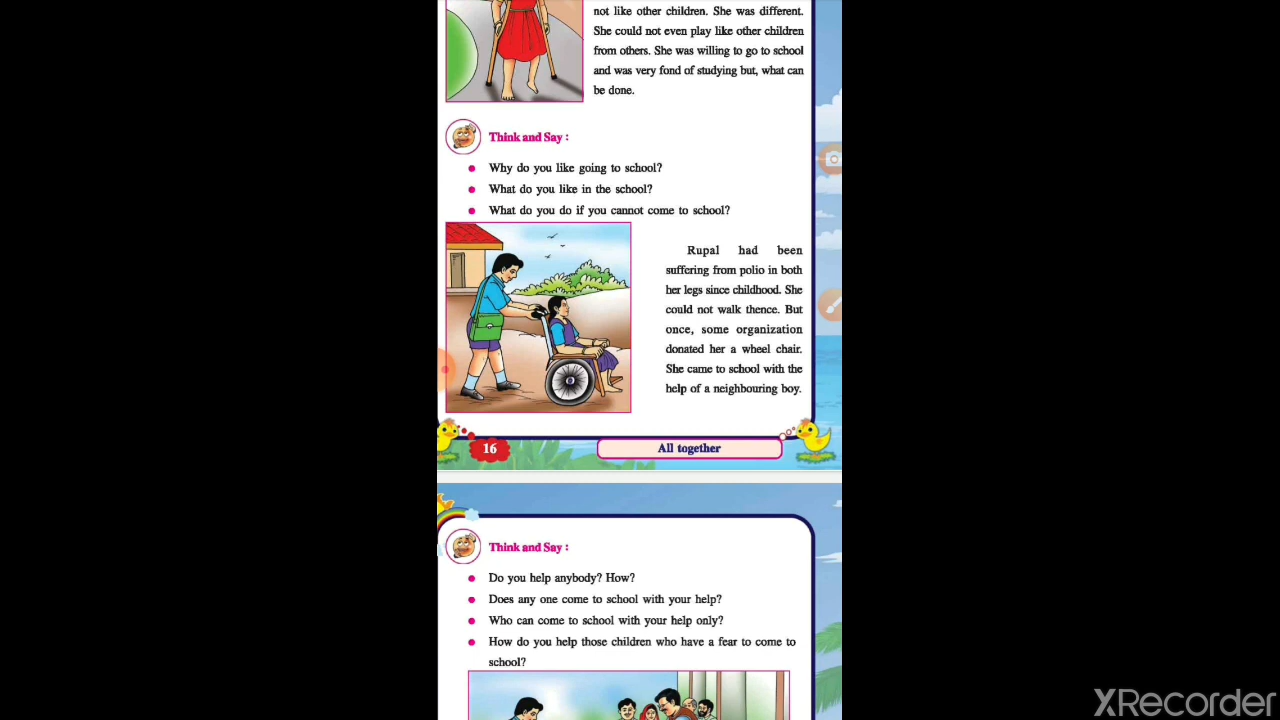 not like other children. She was different.
She could not even play like other children
from others. She was willing to go to school
and was very fond of studying but, what can
be done.
Think and Say :
Why do you like going to school?
What do you like in the school?
What do you do if you cannot come to school?
Rupal had been
suffering from polio in both
her legs since childhood. She
could not walk thence. But
once, some organization
donated her a wheel chair.
She came to school with the
help of a neighbouring boy.
16
All together
Think and Say :
Do you help anybody? How?
Does any one come to school with your help?
Who can come to school with your help only?
How do you help those children who have a fear to come to
school?
XRecorder